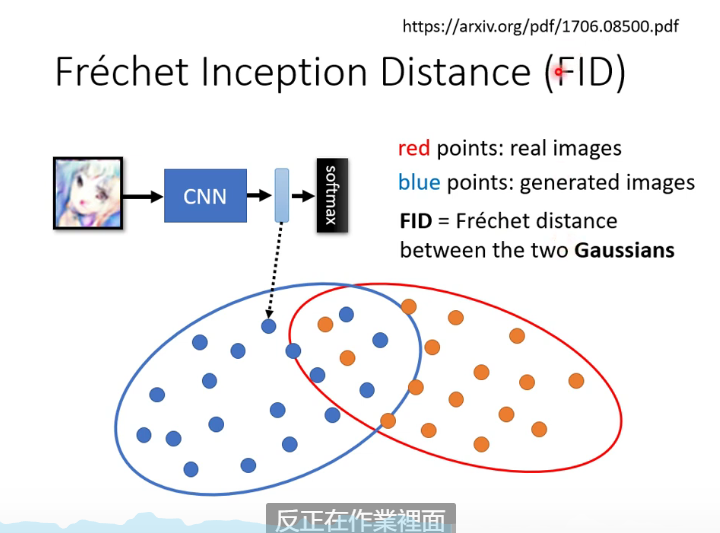 https://arxiv.org/pdf/1706.08500.pdf
Fréchet Inception Distance (FID)
CNN
softmax
red points: real images
blue points: generated images
FID = Fréchet distance
between the two Gaussians
反正在作業裡面